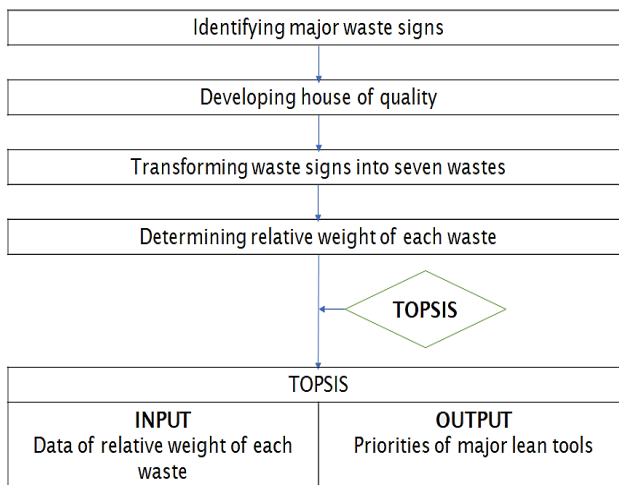 Identifying major waste signs
Developing house of quality
Transforming waste signs into seven wastes
Determining relative weight of each waste
TOPSIS
TOPSIS
INPUT
Data of relative weight of each
waste
OUTPUT
Priorities of major lean tools